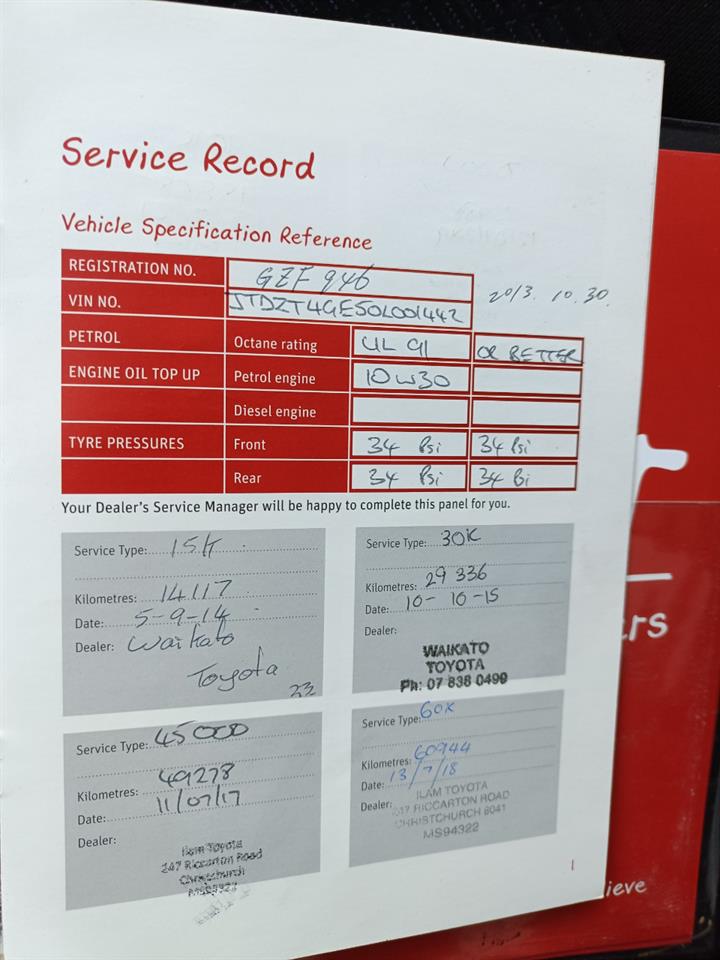 Service Record
Vehicle Specification Reference
REGISTRATION NO. GZF 946
2013. 10. 30.
VIN NO. JTDZT4GE50L001442
PETROL Octane rating UL 91 OR BETTER
ENGINE OIL TOP UP Petrol engine 10W30
Diesel engine
TYRE PRESSURES Front 34 Psi 34 Psi
Rear 34 Psi 34 Psi
Your Dealer's Service Manager will be happy to complete this panel for you.
Service Type: 15K
Kilometres: 14117
Date: 5-9-14
Dealer: Waikato
Toyota
Service Type: 30K
Kilometres: 29 336
Date: 10-10-15
Dealer:
WAIKATO
TOYOTA
Ph: 07 838 0499
Service Type: 45000
Kilometres: 49278
Date: 11/07/17
Dealer:
Ilam Toyota
247 Riccarton Road
Christchurch
Service Type: 60K
Kilometres: 60944
Date: 13/7/18
Dealer:
ILAM TOYOTA
RICCARTON ROAD
CHRISTCHURCH 8041
MS94322
1
ers
ieve